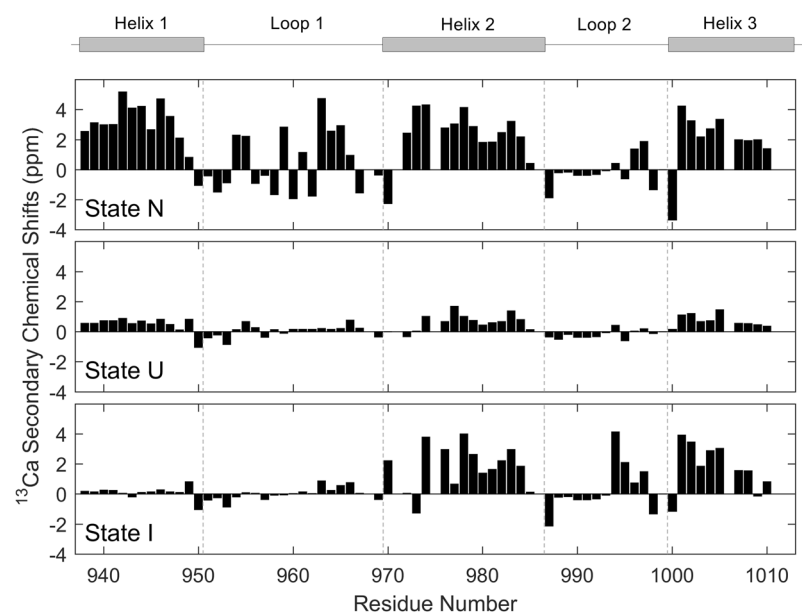 Helix 1 Loop 1 Helix 2 Loop 2 Helix 3
4
2
0
-2
-4
State N
4
2
0
-2
-4
State U
4
2
0
-2
-4
State I
¹³Ca Secondary Chemical Shifts (ppm)
940 950 960 970 980 990 1000 1010
Residue Number